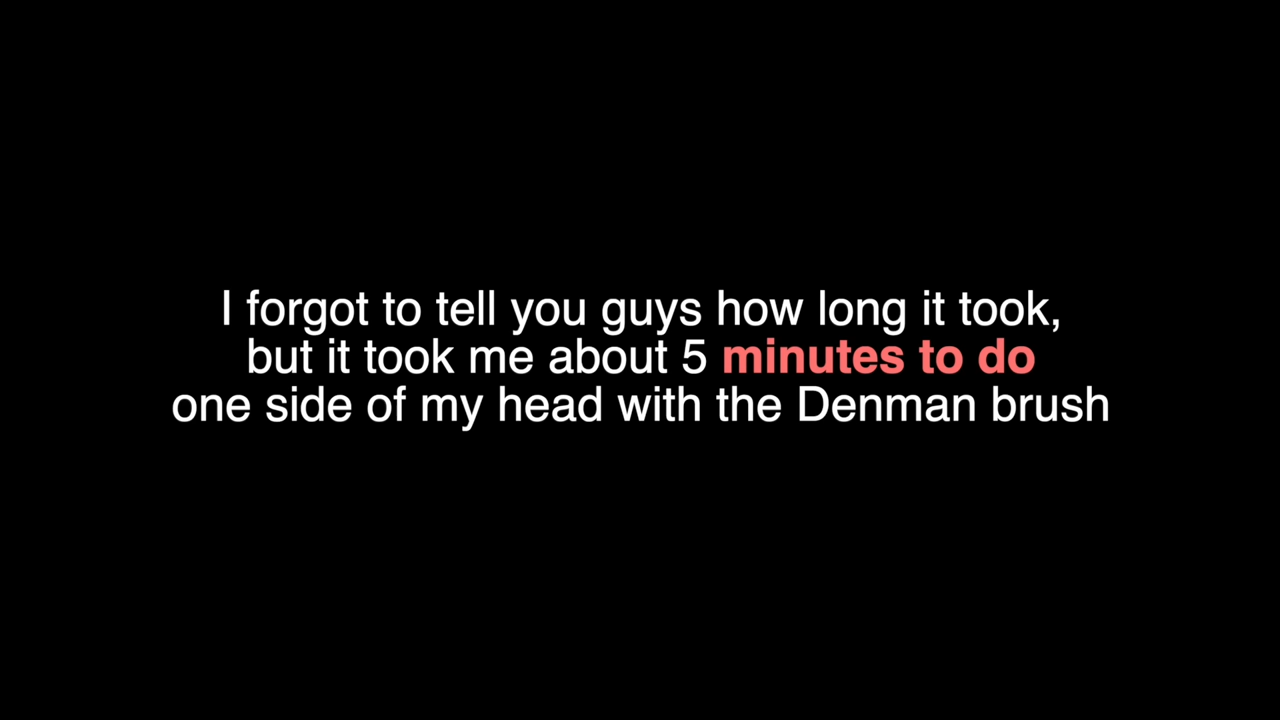 I forgot to tell you guys how long it took,
but it took me about 5 minutes to do
one side of my head with the Denman brush